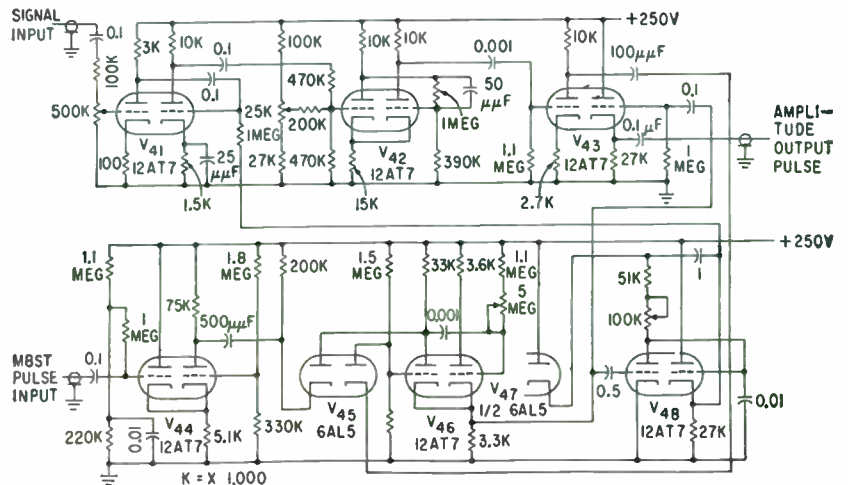 SIGNAL
INPUT
+250V
0.1
3K
10K
0.1
100K
10K
10K
0.001
10K
100μμF
100K
0.1
470K
50
μμF
0.1
500K
25K
200K
1MEG
1MEG
AMPLI-
TUDE
OUTPUT
PULSE
V41
12AT7
100
25
μμF
1.5K
27K
470K
V42
12AT7
15K
390K
1.1
MEG
V43
12AT7
2.7K
0.1μF
27K
1
MEG
+250V
1.1
MEG
1.8
MEG
200K
1.5
MEG
33K
3.6K
1.1
MEG
5
MEG
51K
1
75K
1
MEG
500μμF
0.001
100K
M8ST
PULSE
INPUT
0.1
V44
12AT7
V45
6AL5
V46
12AT7
V47
1/2 6AL5
0.5
V48
12AT7
0.01
220K
0.01
5.1K
330K
3.3K
27K
K = X 1,000